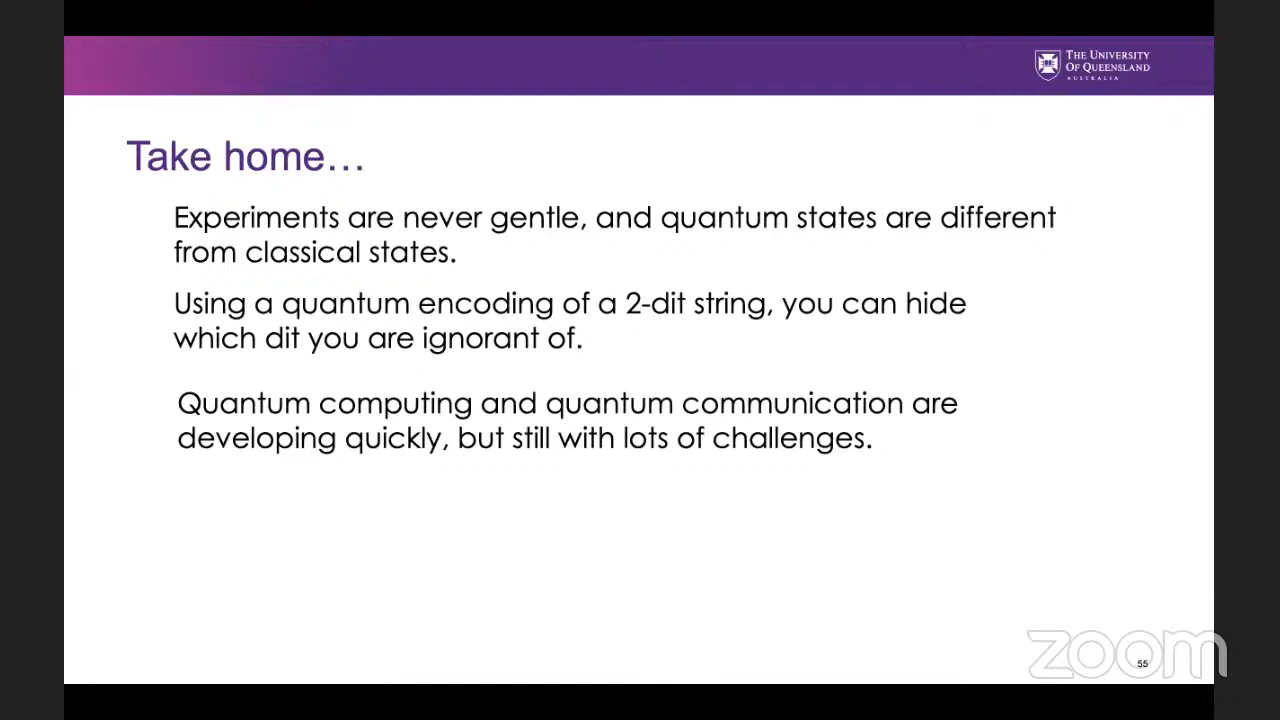 THE UNIVERSITY
OF QUEENSLAND
AUSTRALIA
Take home…
Experiments are never gentle, and quantum states are different
from classical states.
Using a quantum encoding of a 2-dit string, you can hide
which dit you are ignorant of.
Quantum computing and quantum communication are
developing quickly, but still with lots of challenges.
zoom
55